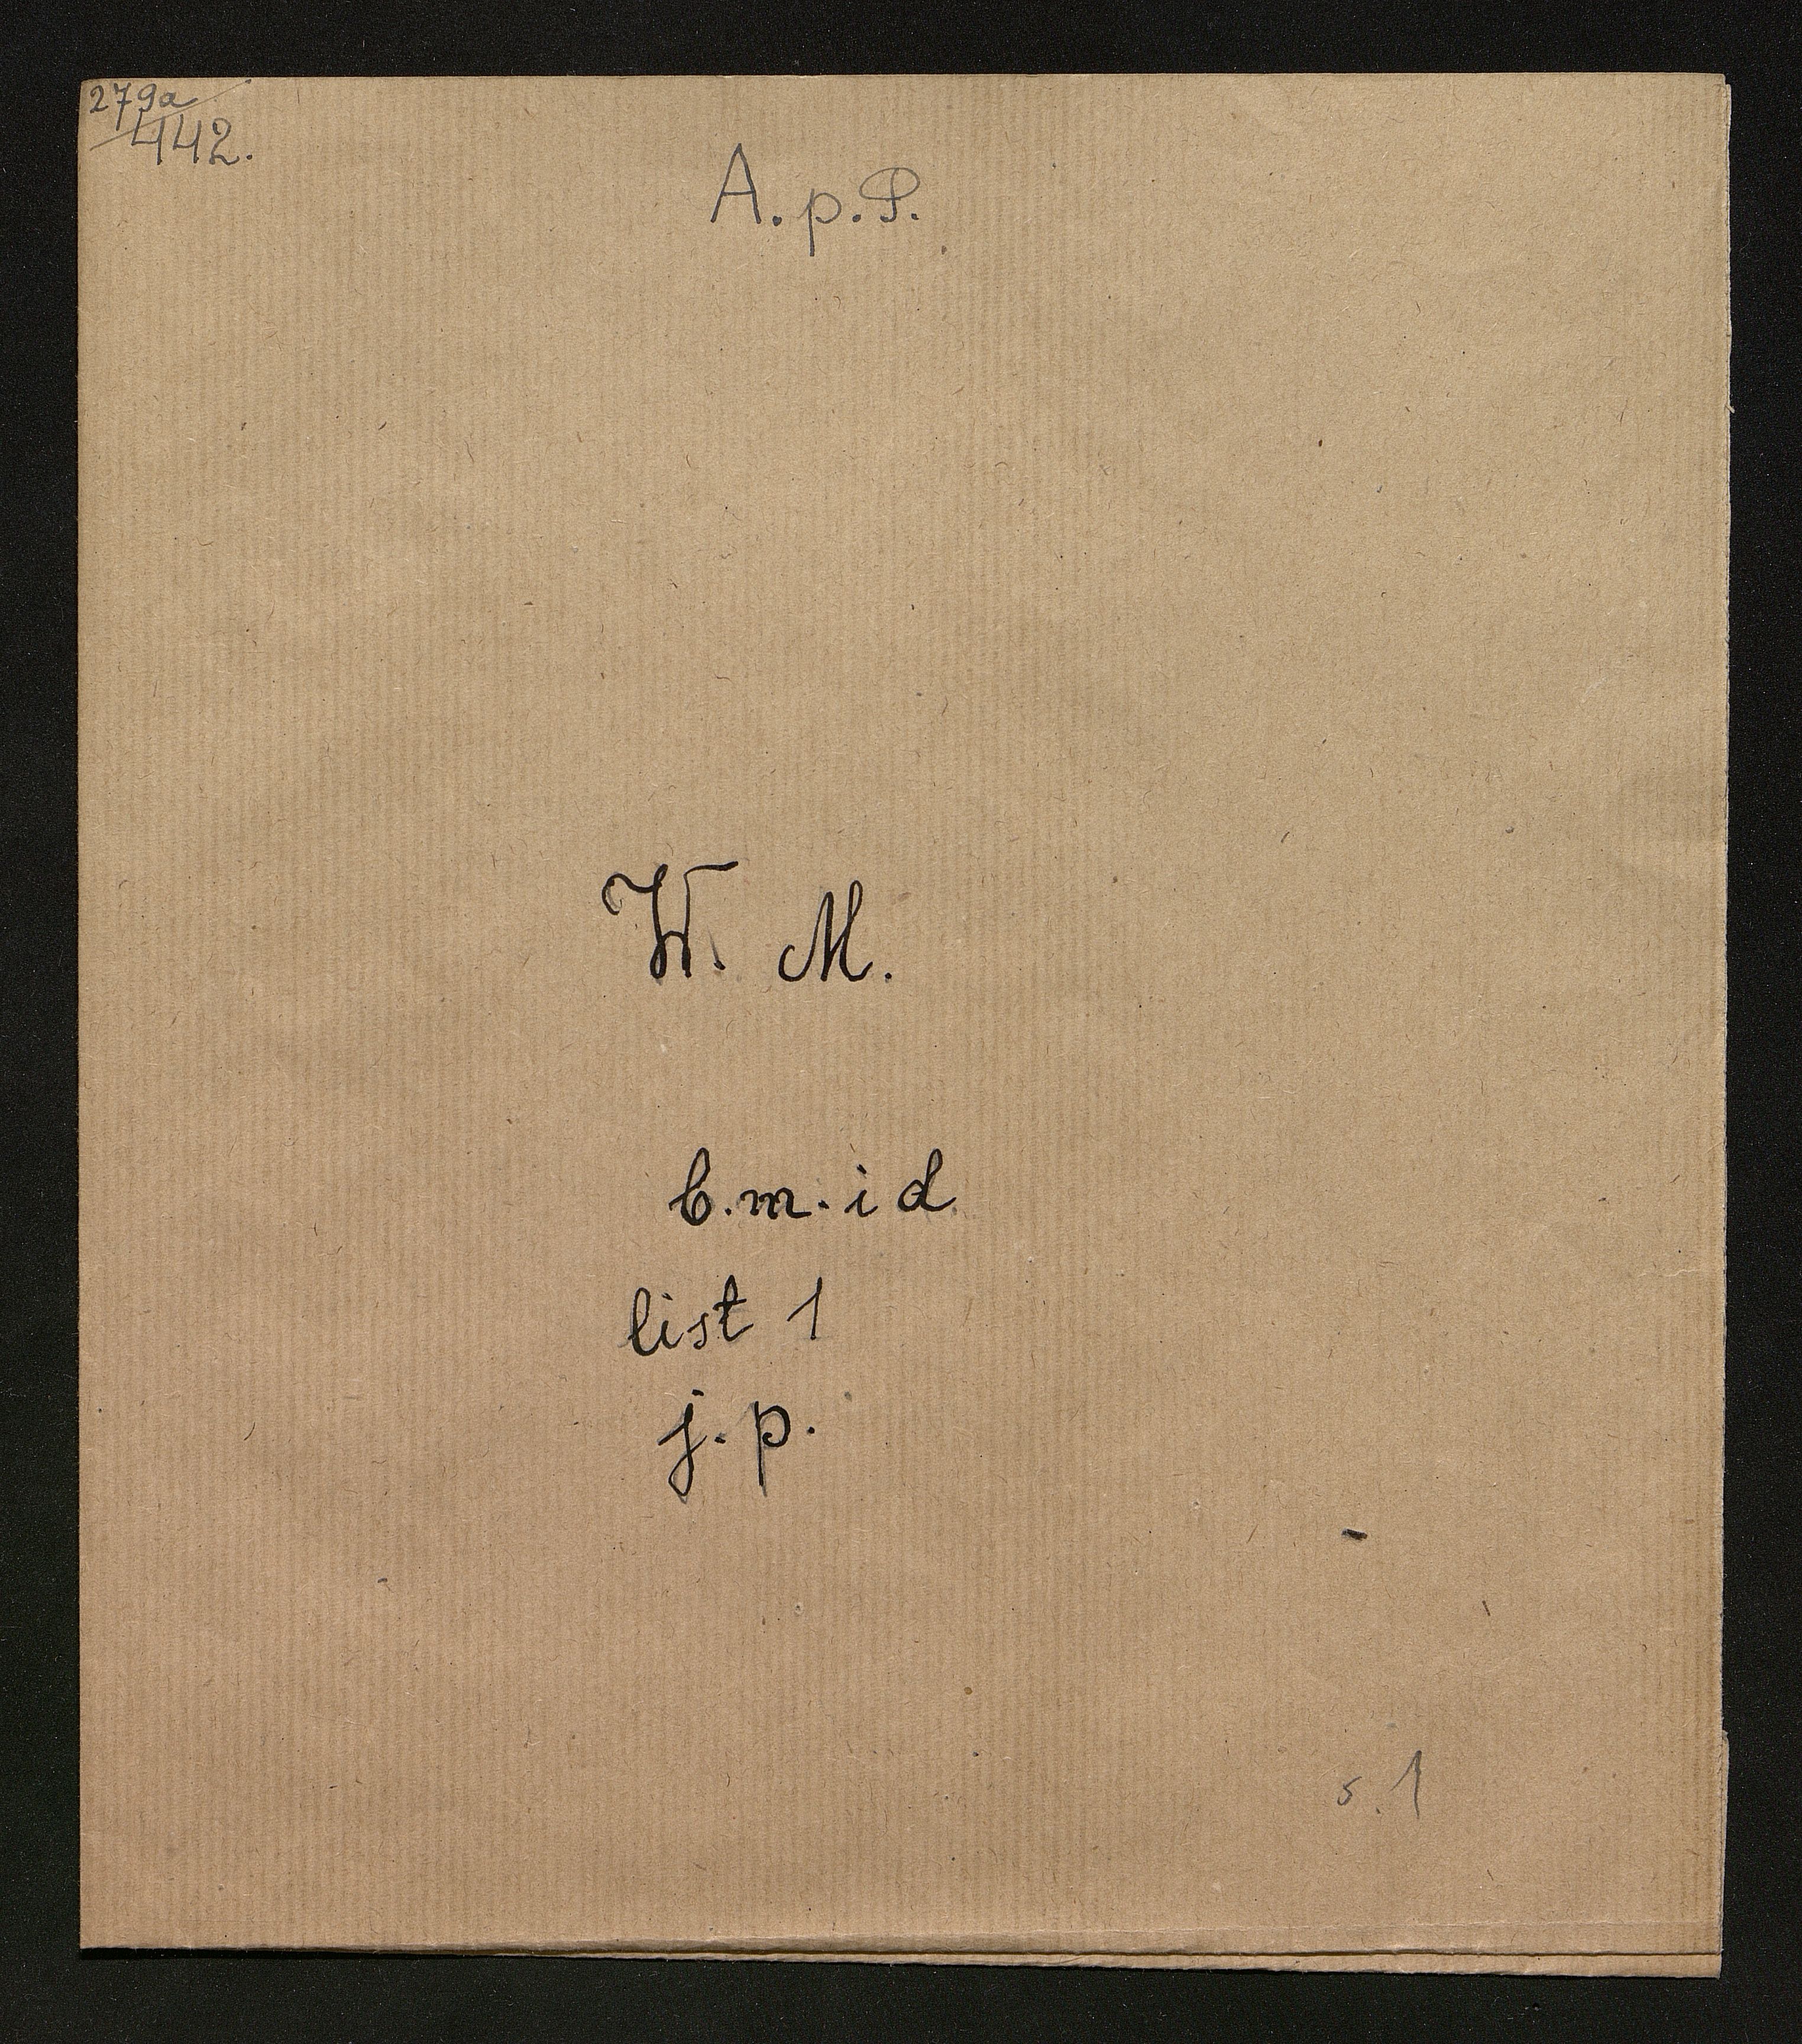 279a
442.
A. p. P.
W. M.
b. m. i d
list 1
j. p.
s. 1